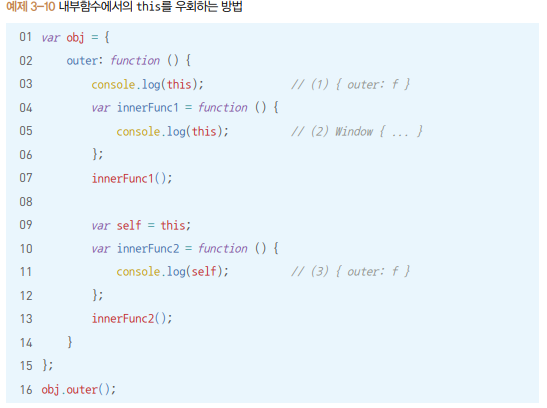 예제 3-10 내부함수에서의 this를 우회하는 방법
01 var obj = {
02     outer: function () {
03         console.log(this);             // (1) { outer: f }
04         var innerFunc1 = function () {
05             console.log(this);         // (2) Window { ... }
06         };
07         innerFunc1();
08
09         var self = this;
10         var innerFunc2 = function () {
11             console.log(self);         // (3) { outer: f }
12         };
13         innerFunc2();
14     }
15 };
16 obj.outer();